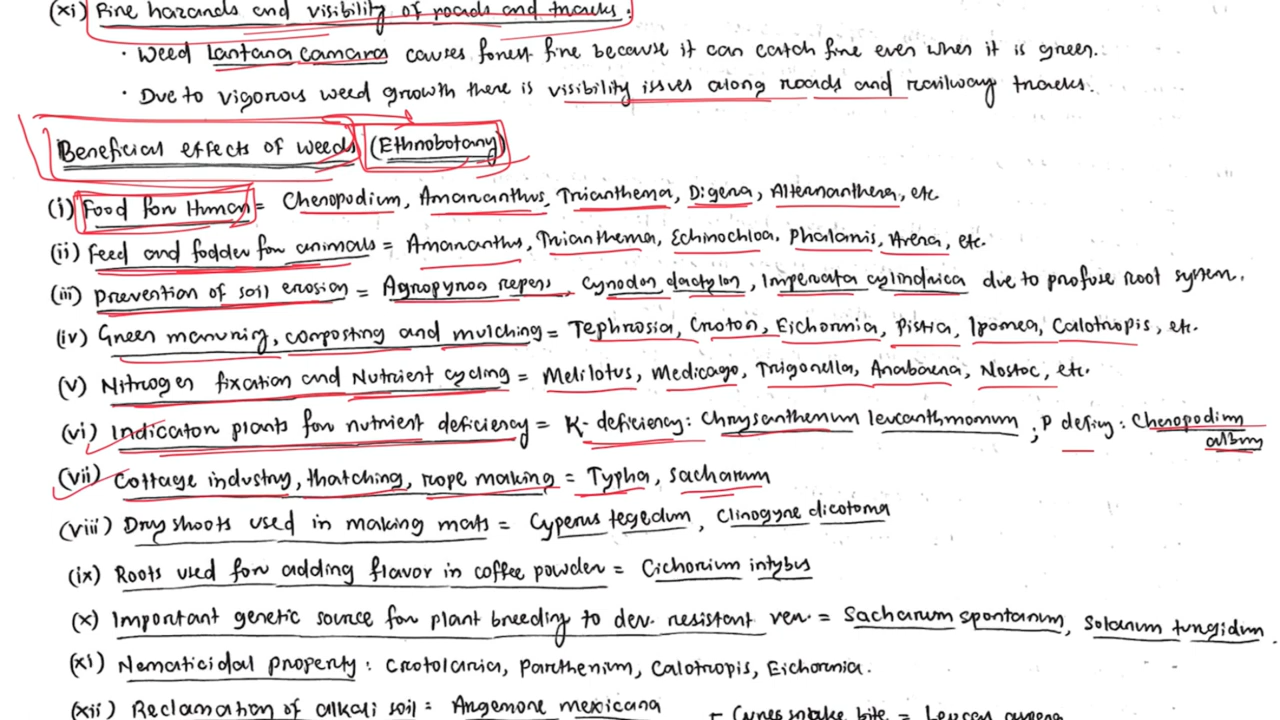 (xi) Fire hazards and visibility of roads and tracks.
· Weed Lantana camaras causes forest fire because it can catch fire even when it is green.
· Due to vigorous weed growth there is visibility issues along roads and railway tracks.
Beneficial effects of weeds (Ethnobotany)
(i) Food for Human = Chenopodium, Amaranthus, Trianthema, Digera, Alternanthera, etc
(ii) Feed and fodder for animals = Amaranthus, Trianthema, Echinochloa, Phalaris, Avena, etc.
(iii) Prevention of soil erosion = Agropyros repens, Cynodon dactylon, Imperata cylindrica due to profuse root system.
(iv) Green manuring, composting and mulching = Tephrosia, Croton, Eichornia, Pistia, Ipomea, Calotropis, etc.
(v) Nitrogen fixation and Nutrient cycling = Melilotus, Medicago, Trigonella, Anabaena, Nostoc, etc.
(vi) Indicator plants for nutrient deficiency = K-deficiency: Chrysanthemum leucanthmomum, P deficy: Chenopodium album
(vii) Cottage industry, thatching, rope making = Typha, Sacharum
(viii) Dry shoots used in making mats = Cyperus tegedum, Clinogyne dicotoma
(ix) Roots used for adding flavor in coffee powder = Cichorium intybus
(x) Important genetic source for plant breeding to dev. resistant ver. = Sacharum spontanum, Solanum tungidum.
(xi) Nematicidal property: Crotolaria, Parthenium, Calotropis, Eichornia.
(xii) Reclamation of alkali soil = Argemone mexicana
bite =